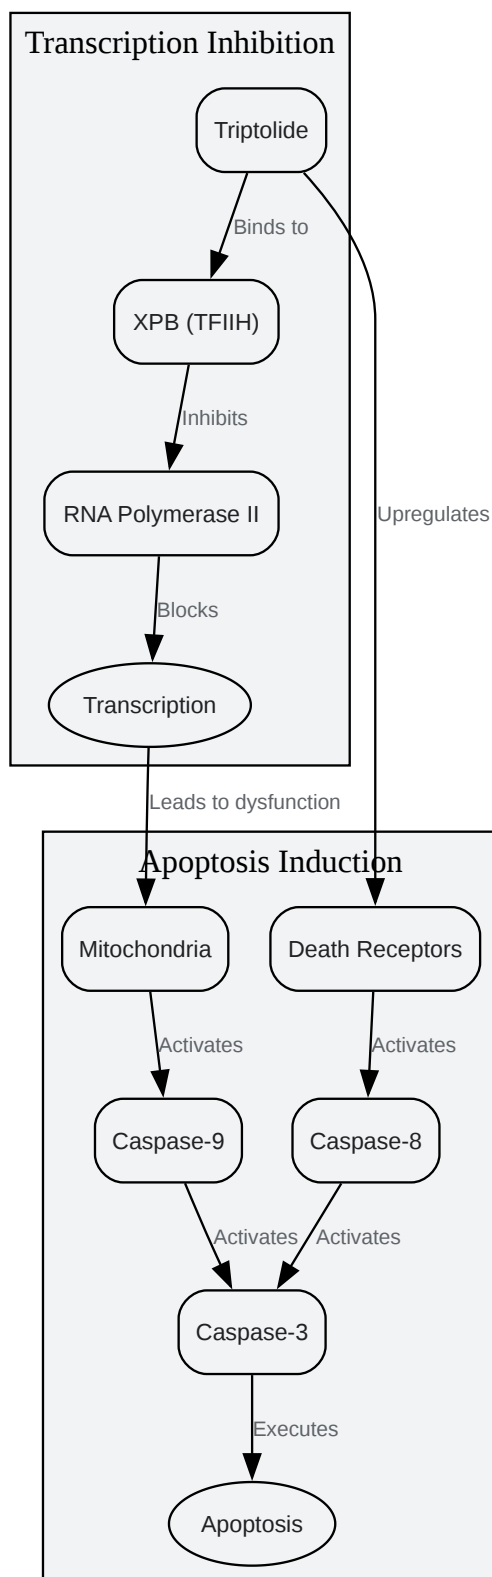 Transcription Inhibition
Triptolide
Binds to
XPB (TFIIH)
Inhibits
RNA Polymerase II
Upregulates
Blocks
Transcription
Leads to dysfunction
Apoptosis Induction
Mitochondria
Death Receptors
Activates
Activates
Caspase-9
Caspase-8
Activates
Activates
Caspase-3
Executes
Apoptosis